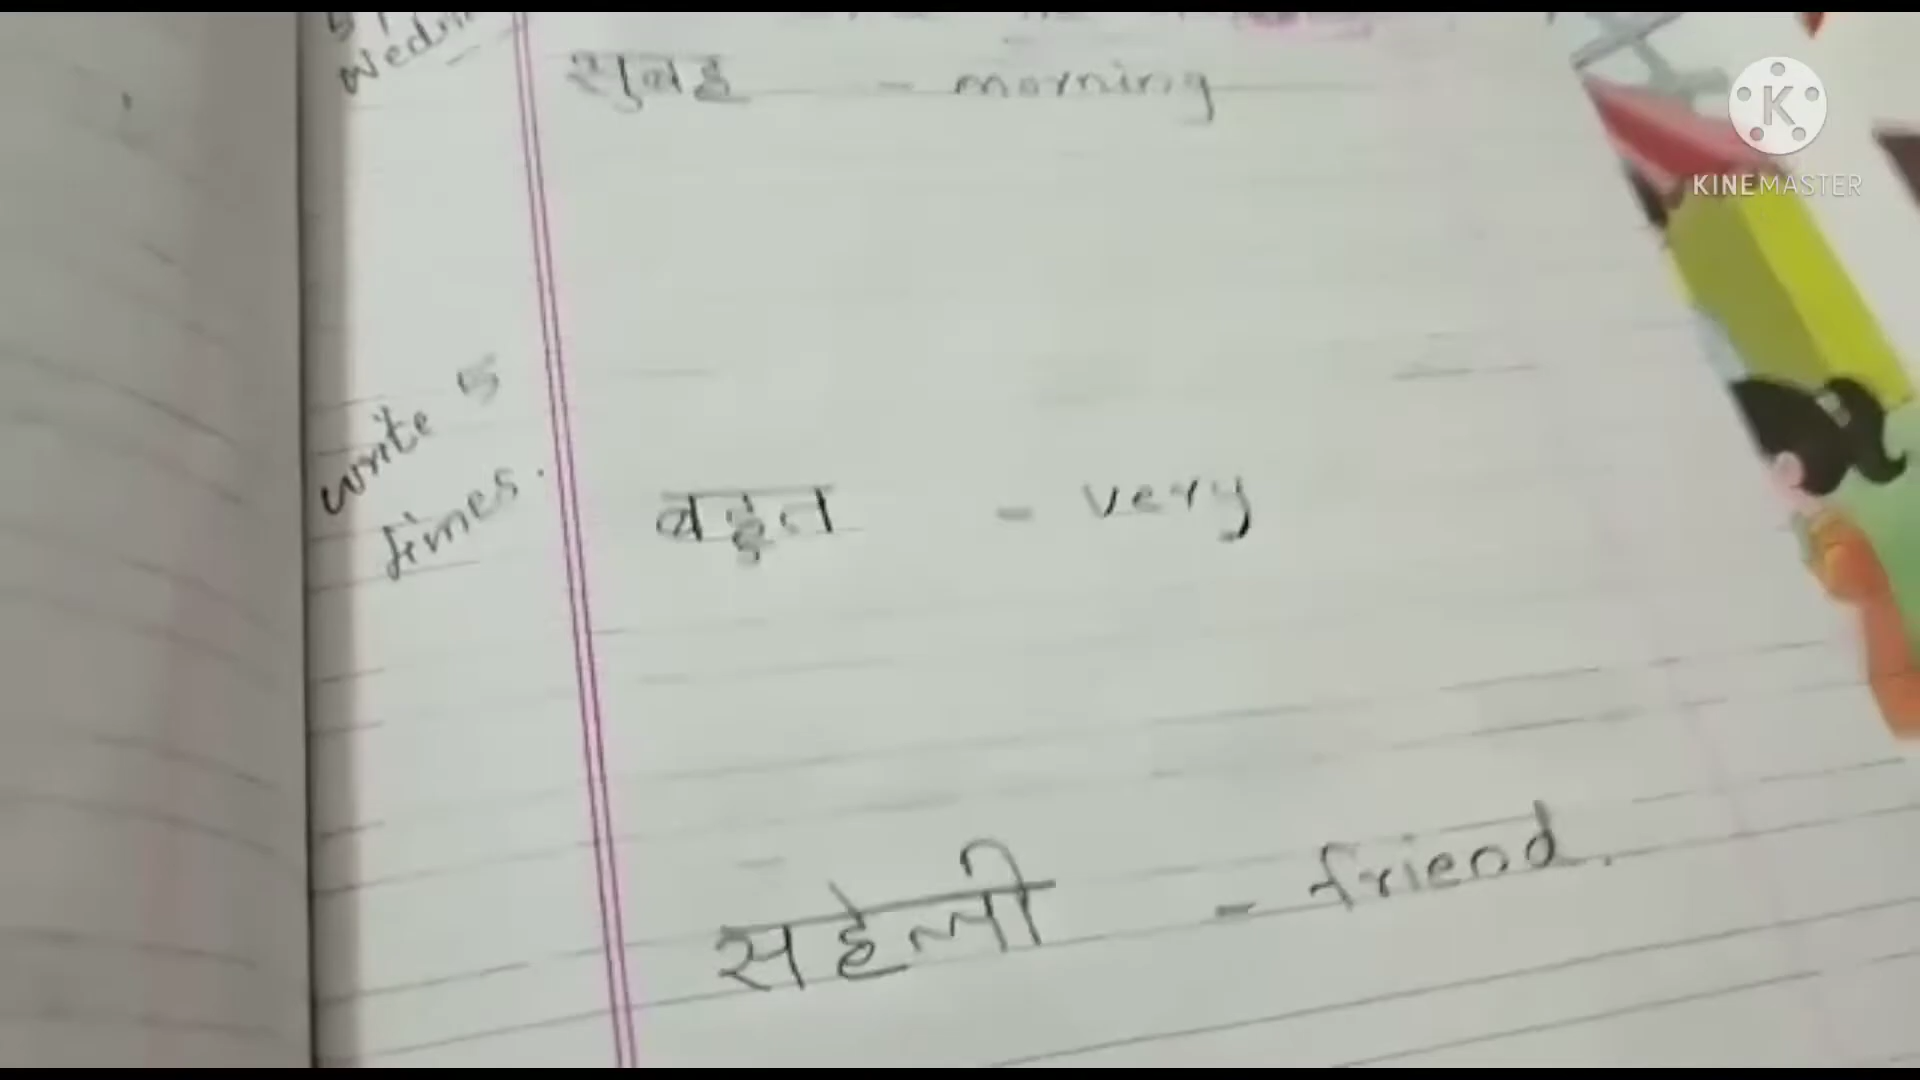 सुबह - morning
write 5
times.
बहुत - very
सहेली - friend.
K
KINEMASTER